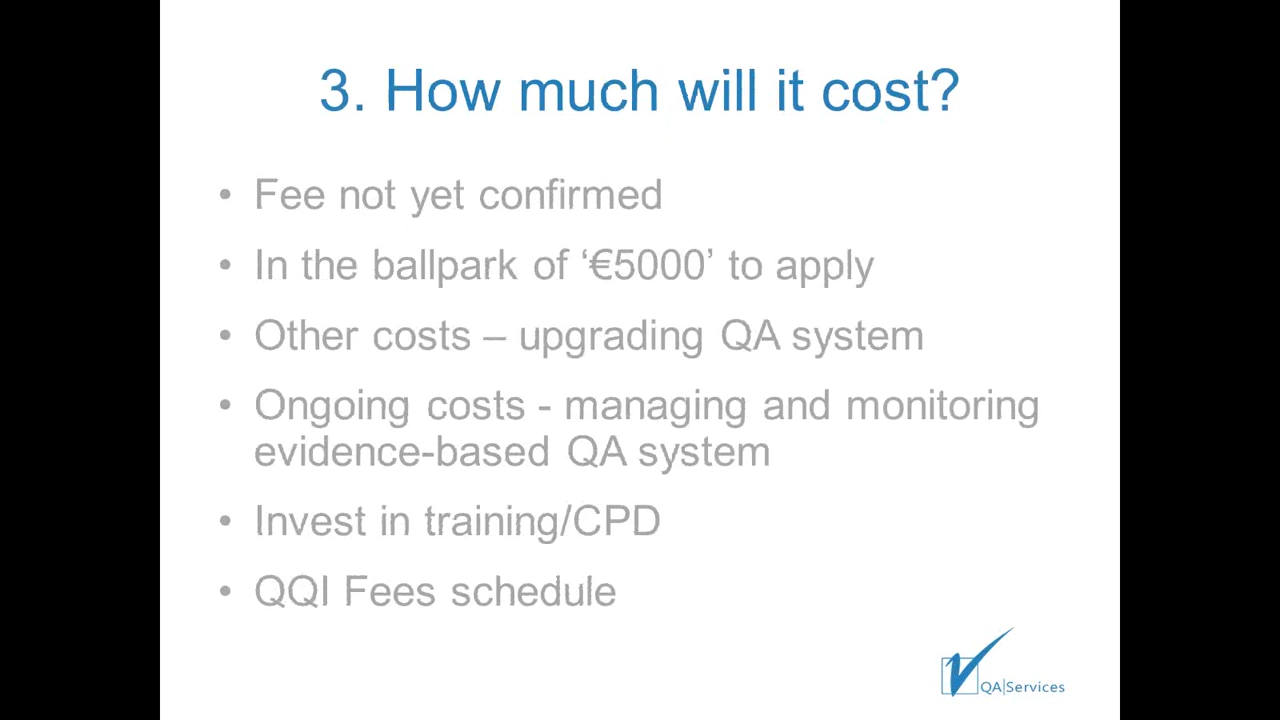 3. How much will it cost?
• Fee not yet confirmed
• In the ballpark of ‘€5000’ to apply
• Other costs – upgrading QA system
• Ongoing costs - managing and monitoring
evidence-based QA system
• Invest in training/CPD
• QQI Fees schedule
QA|Services